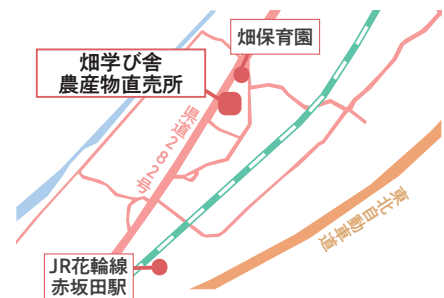 畑保育園
畑学び舎
農産物直売所
県道282号
東北自動車道
JR花輪線
赤坂田駅